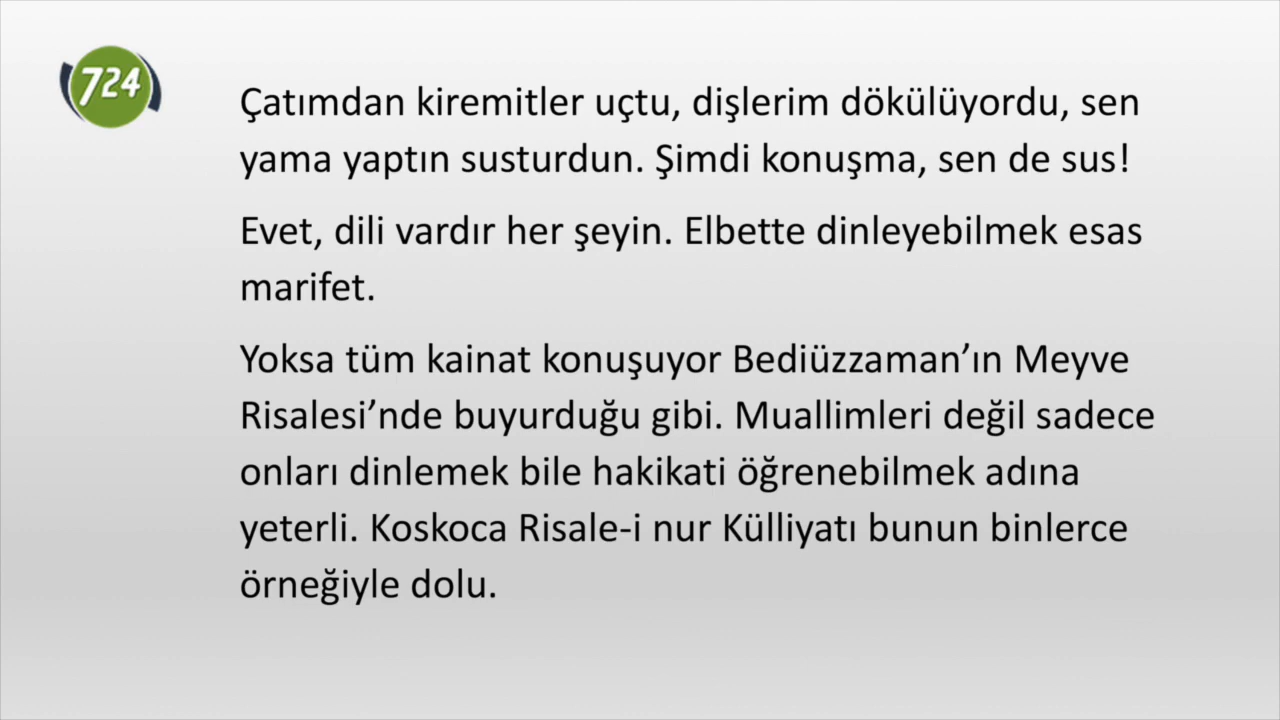 724
Çatımdan kiremitler uçtu, dişlerim dökülüyordu, sen
yama yaptın susturdun. Şimdi konuşma, sen de sus!
Evet, dili vardır her şeyin. Elbette dinleyebilmek esas
marifet.
Yoksa tüm kainat konuşuyor Bediüzzaman’ın Meyve
Risalesi’nde buyurduğu gibi. Muallimleri değil sadece
onları dinlemek bile hakikati öğrenebilmek adına
yeterli. Koskoca Risale-i nur Külliyatı bunun binlerce
örneğiyle dolu.